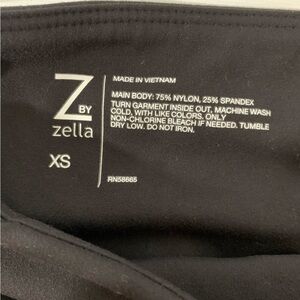 Z BY
zella
XS
MADE IN VIETNAM
MAIN BODY: 75% NYLON, 25% SPANDEX
TURN GARMENT INSIDE OUT, MACHINE WASH
COLD, WITH LIKE COLORS. ONLY
NON-CHLORINE BLEACH IF NEEDED. TUMBLE
DRY LOW. DO NOT IRON.
RN58665